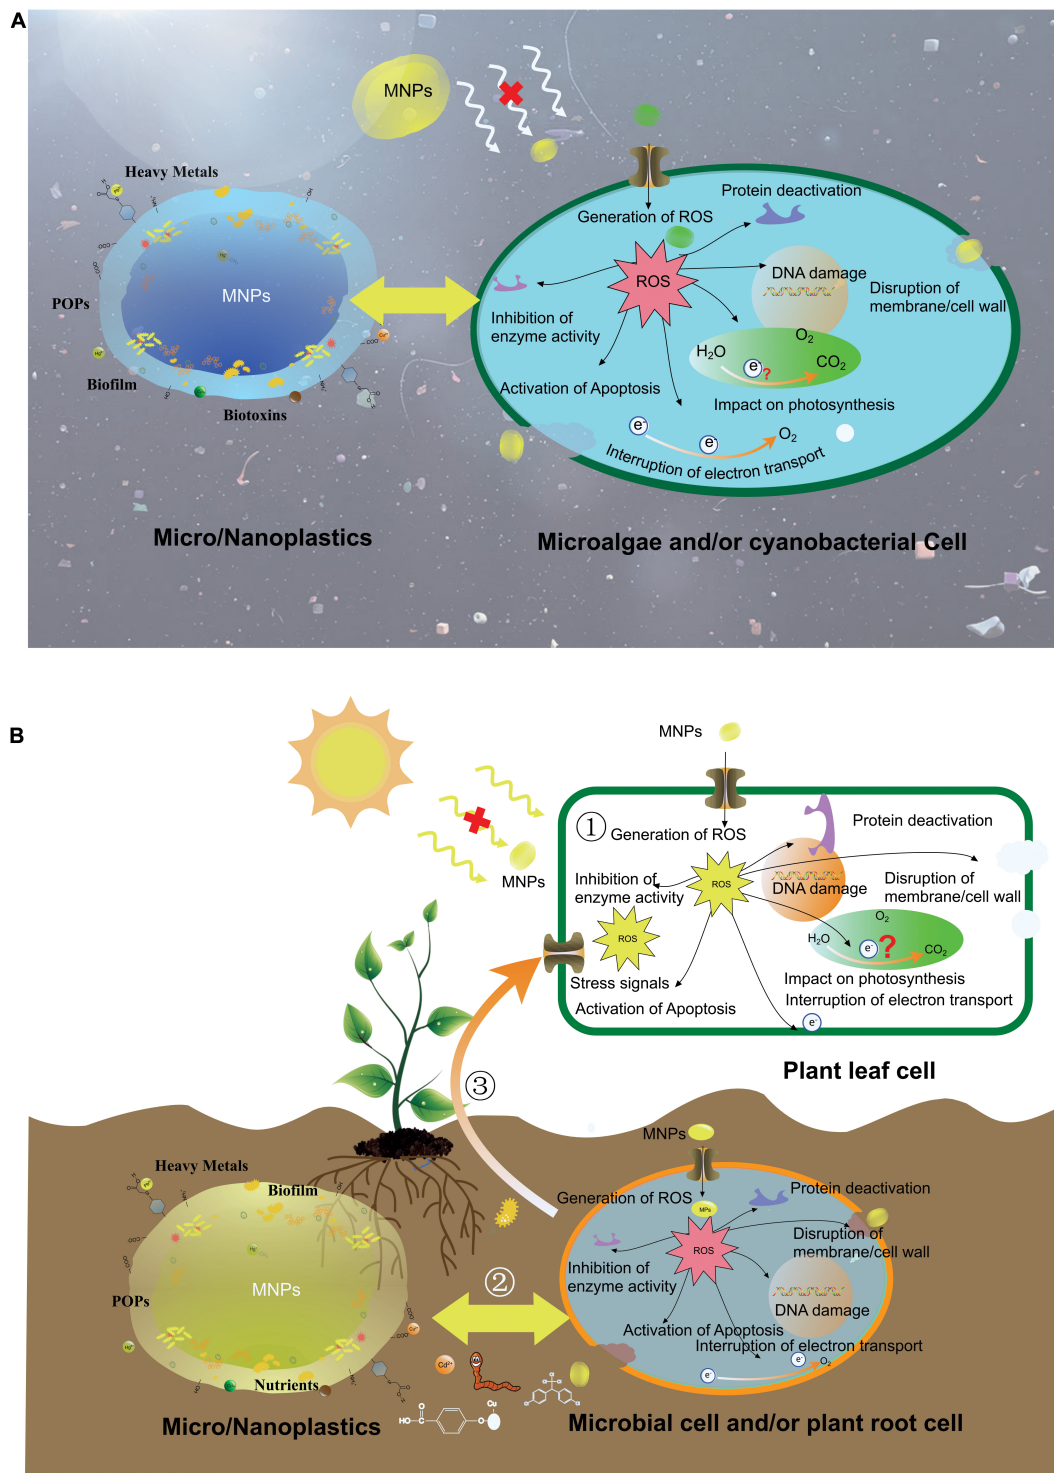 A
MNPs
Heavy Metals
Protein deactivation
Generation of ROS
DNA damage
ROS
MNPs
POPs
Disruption of
membrane/cell wall
Inhibition of
enzyme activity
O2
H2O
CO2
e-
?
Biofilm
Activation of Apoptosis
Biotoxins
Impact on photosynthesis
e-
e-
O2
Interruption of electron transport
Micro/Nanoplastics
Microalgae and/or cyanobacterial Cell
B
MNPs
①
Protein deactivation
Generation of ROS
MNPs
Inhibition of
enzyme activity
ROS
DNA damage
Disruption of
membrane/cell wall
O2
ROS
H2O
e-
?
CO2
Stress signals
Impact on photosynthesis
Activation of Apoptosis
Interruption of electron transport
e-
Plant leaf cell
③
MNPs
Heavy Metals
Biofilm
Generation of ROS
Protein deactivation
MPs
Disruption of
membrane/cell wall
ROS
Inhibition of
enzyme activity
②
MNPs
POPs
DNA damage
Activation of Apoptosis
Interruption of electron transport
e-
O2
Cd2+
e-
Nutrients
Micro/Nanoplastics
Microbial cell and/or plant root cell